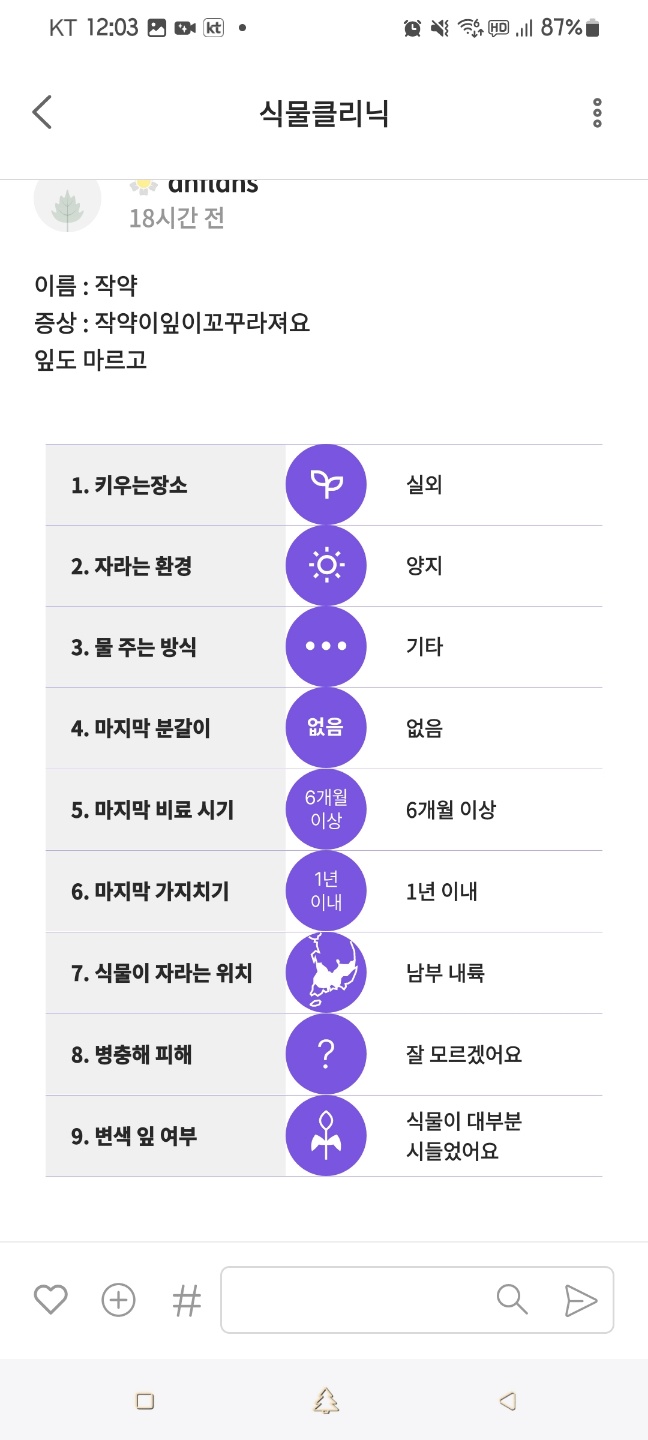 KT 12:03 kt HD 87%
식물클리닉
18시간 전
이름 : 작약
증상 : 작약이잎이꼬꾸라져요
잎도 마르고
1. 키우는장소 실외
2. 자라는 환경 양지
3. 물 주는 방식 기타
4. 마지막 분갈이 없음 없음
5. 마지막 비료 시기 6개월 이상 6개월 이상
6. 마지막 가지치기 1년 이내 1년 이내
7. 식물이 자라는 위치 남부 내륙
8. 병충해 피해 ? 잘 모르겠어요
9. 변색 잎 여부 식물이 대부분
시들었어요